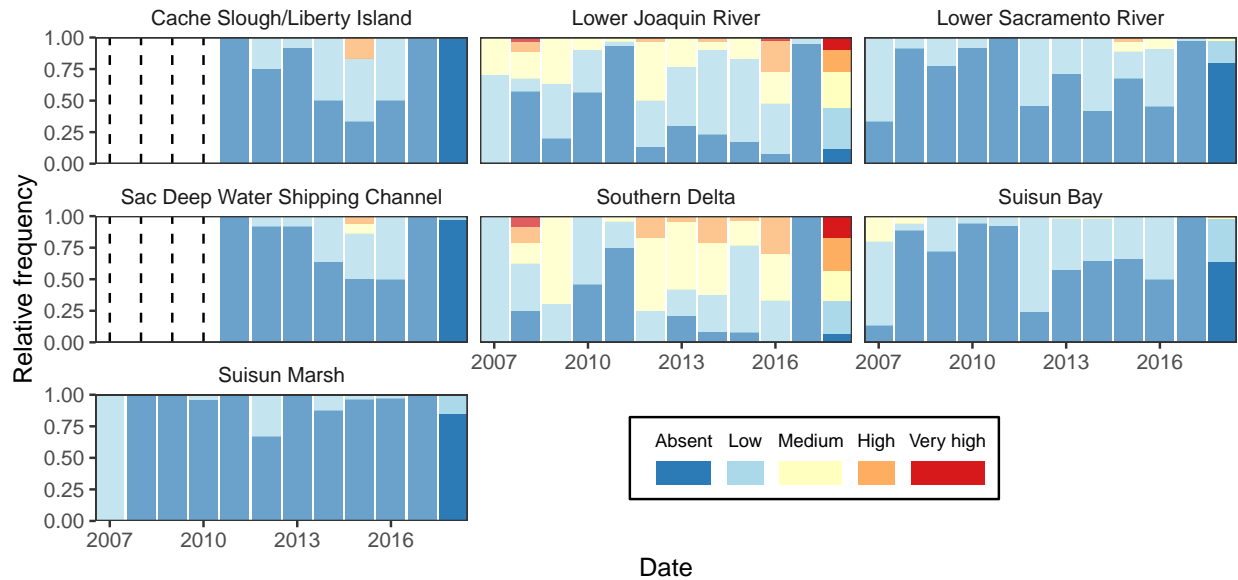 Cache Slough/Liberty Island
Lower Joaquin River
Lower Sacramento River
1.00
0.75
0.50
0.25
0.00
Sac Deep Water Shipping Channel
Southern Delta
Suisun Bay
1.00
0.75
0.50
0.25
0.00
2007 2010 2013 2016
2007 2010 2013 2016
Suisun Marsh
1.00
0.75
0.50
0.25
0.00
2007 2010 2013 2016
Relative frequency
Absent Low Medium High Very high
Date